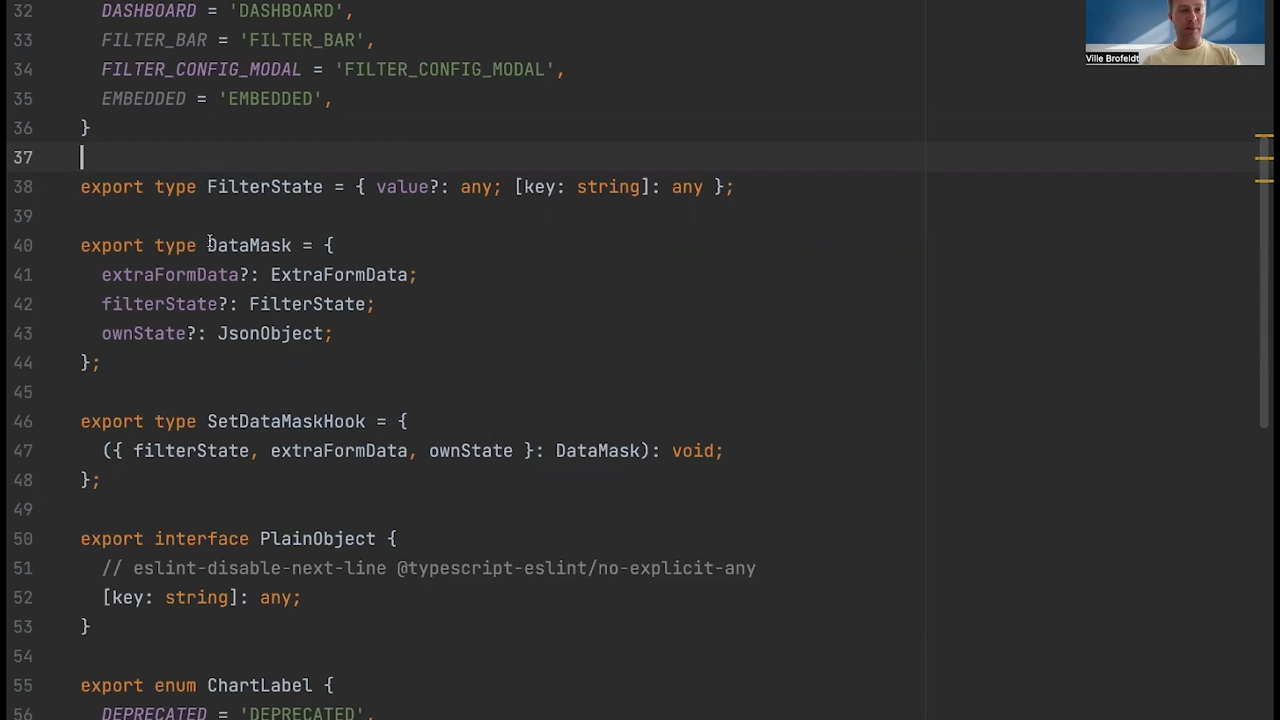 32 DASHBOARD = 'DASHBOARD',
33 FILTER_BAR = 'FILTER_BAR',
34 FILTER_CONFIG_MODAL = 'FILTER_CONFIG_MODAL',
35 EMBEDDED = 'EMBEDDED',
36 }
37
38 export type FilterState = { value?: any; [key: string]: any };
39
40 export type DataMask = {
41 extraFormData?: ExtraFormData;
42 filterState?: FilterState;
43 ownState?: JsonObject;
44 };
45
46 export type SetDataMaskHook = {
47 ({ filterState, extraFormData, ownState }: DataMask): void;
48 };
49
50 export interface PlainObject {
51 // eslint-disable-next-line @typescript-eslint/no-explicit-any
52 [key: string]: any;
53 }
54
55 export enum ChartLabel {
56 DEPRECATED = 'DEPRECATED',
Ville Brofeldt